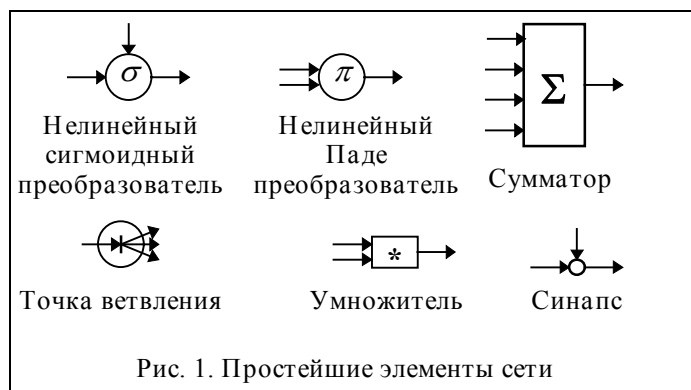 σ
π
Σ
Нелинейный
сигмоидный
преобразователь
Нелинейный
Паде
преобразователь
Сумматор
*
Точка ветвления
Умножитель
Синапс
Рис. 1. Простейшие элементы сети